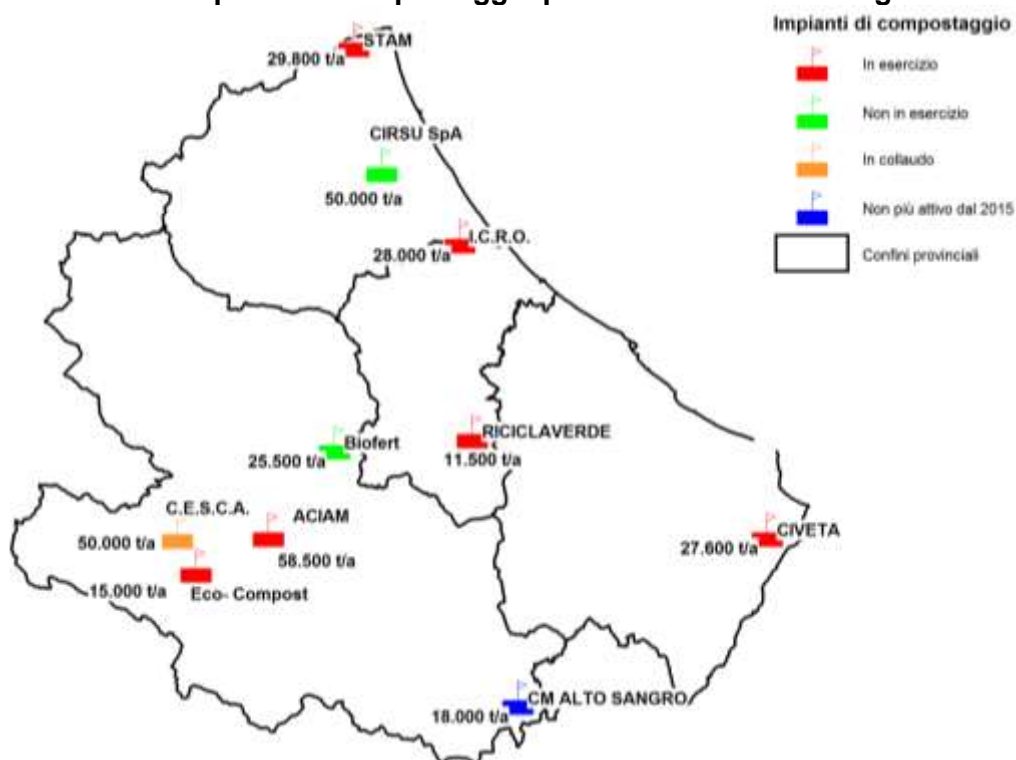 Impianti di compostaggio
In esercizio
Non in esercizio
In collaudo
Non più attivo dal 2015
Confini provinciali
STAM
29.800 t/a
CIRSU SpA
50.000 t/a
I.C.R.O.
28.000 t/a
RICICLAVERDE
11.500 t/a
Biofert
25.500 t/a
C.E.S.C.A.
50.000 t/a
ACIAM
58.500 t/a
15.000 t/a
Eco- Compost
CIVETA
27.600 t/a
CM ALTO SANGRO
18.000 t/a